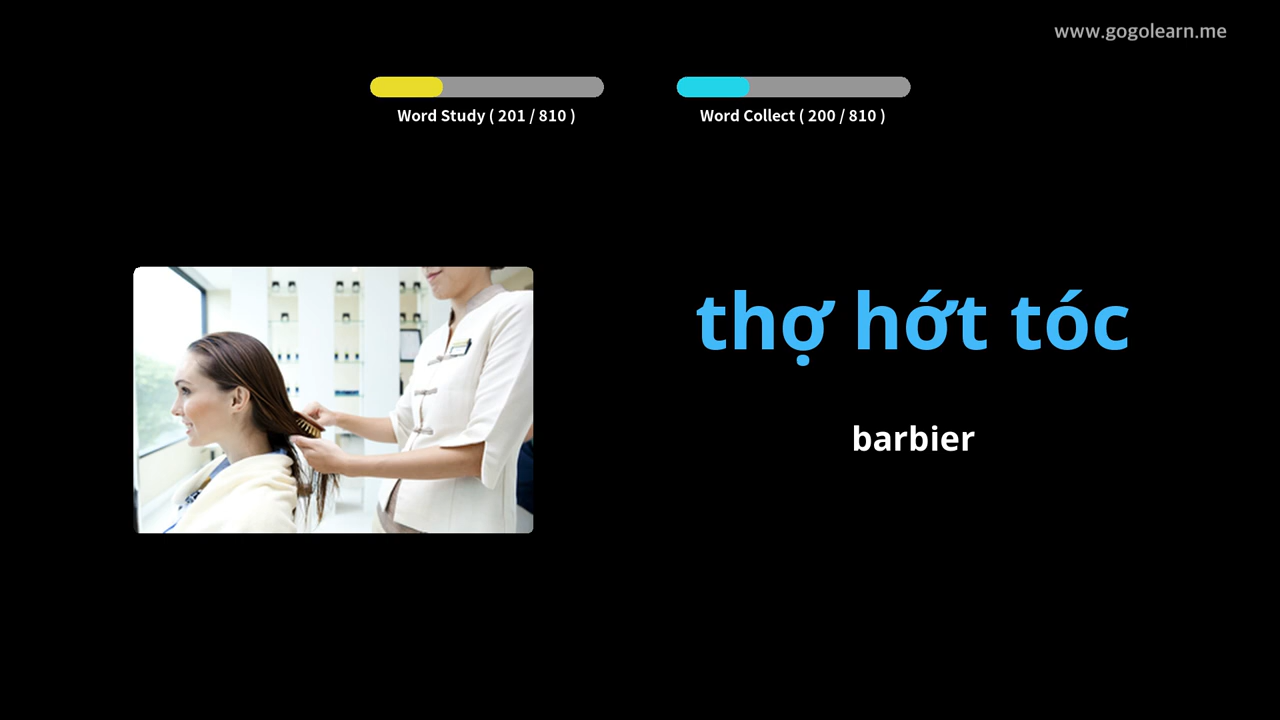 www.gogolearn.me
Word Study ( 201 / 810 )
Word Collect ( 200 / 810 )
thợ hớt tóc
barbier